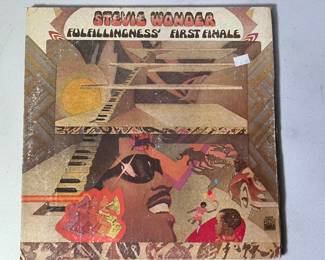 STEVIE WONDER
FULFILLINGNESS' FIRST FINALE